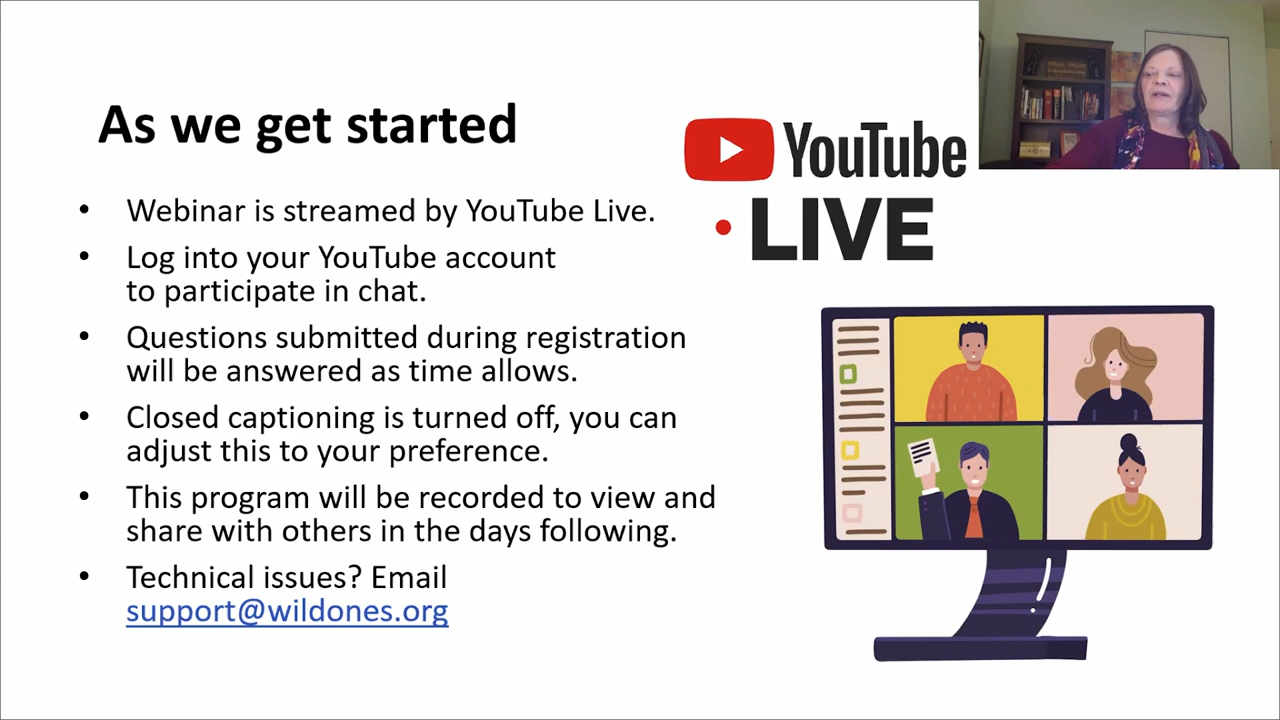 As we get started
YouTube
LIVE
• Webinar is streamed by YouTube Live.
• Log into your YouTube account
to participate in chat.
• Questions submitted during registration
will be answered as time allows.
• Closed captioning is turned off, you can
adjust this to your preference.
• This program will be recorded to view and
share with others in the days following.
• Technical issues? Email
support@wildones.org